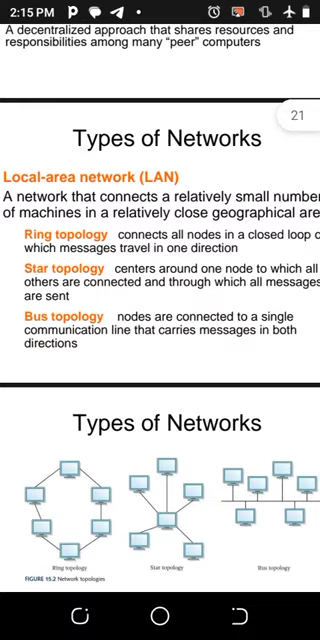 2:15 PM
A decentralized approach that shares resources and
responsibilities among many “peer” computers
21
Types of Networks
Local-area network (LAN)
A network that connects a relatively small number
of machines in a relatively close geographical are
Ring topology connects all nodes in a closed loop o
which messages travel in one direction
Star topology centers around one node to which all
others are connected and through which all messages
are sent
Bus topology nodes are connected to a single
communication line that carries messages in both
directions
Types of Networks
Ring topology Star topology Bus topology
FIGURE 15.2 Network topologies